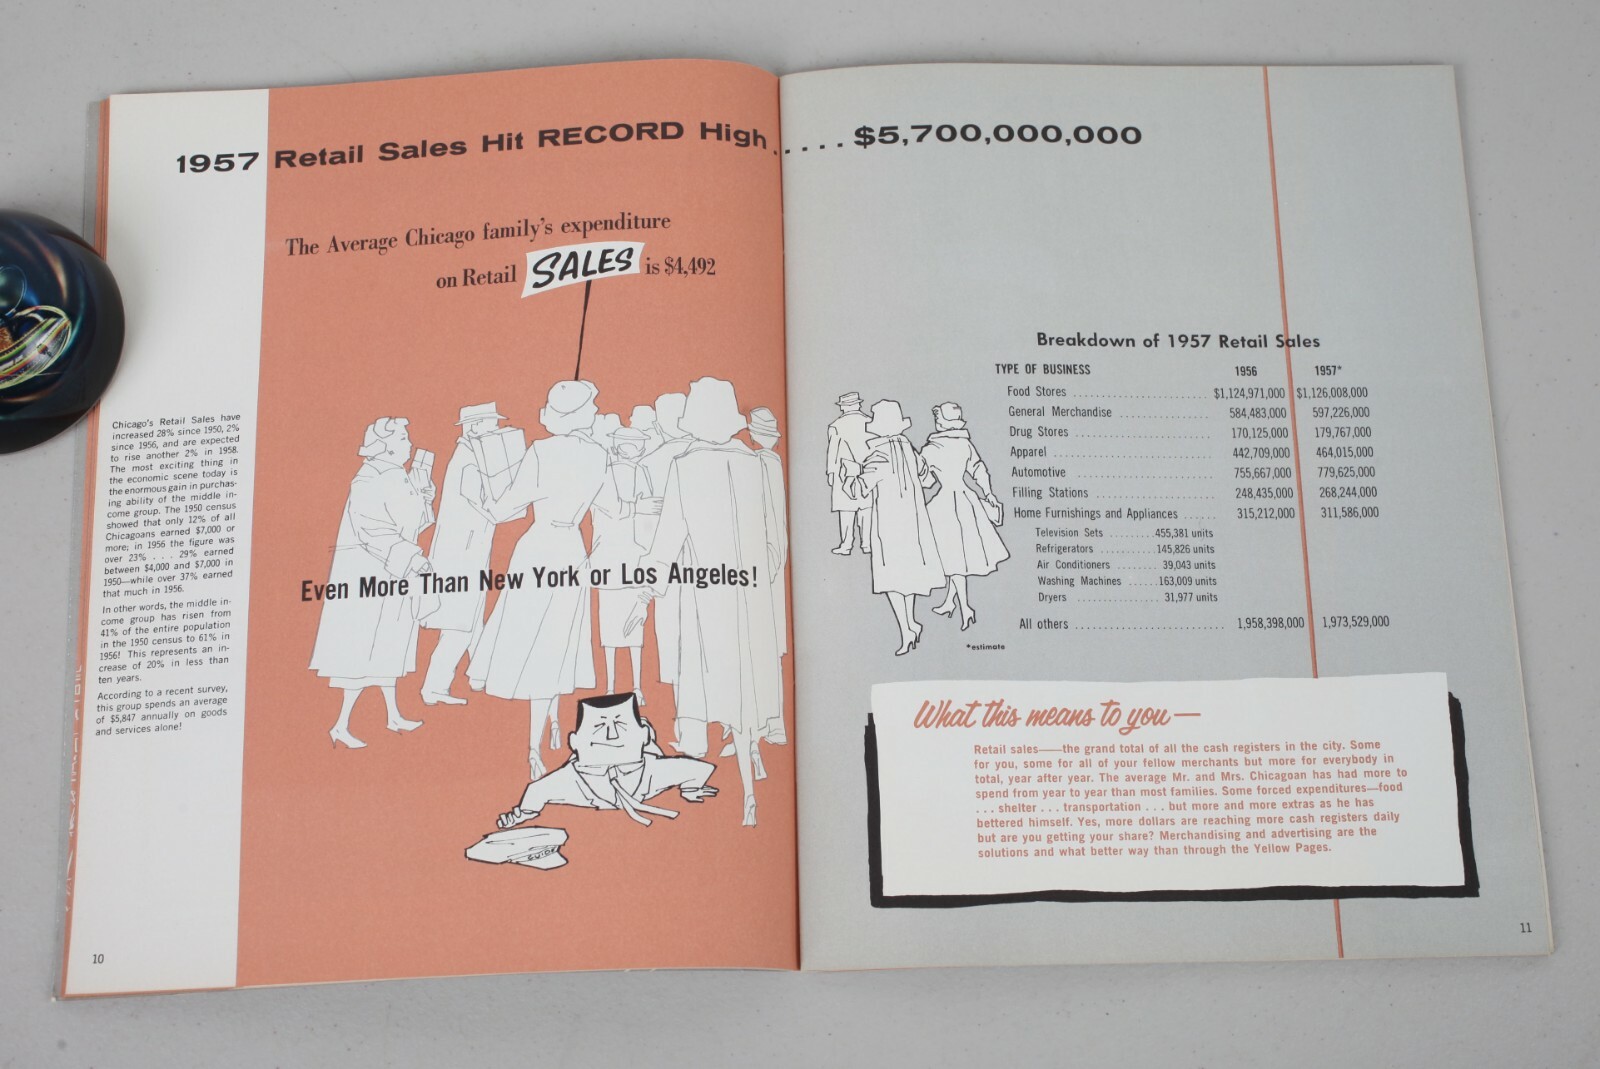 1957 Retail Sales Hit RECORD High ..... $5,700,000,000
The Average Chicago family's expenditure
on Retail SALES is $4,492
Chicago's Retail Sales have
increased 28% since 1950, 2%
since 1956, and are expected
to rise another 2% in 1958.
The most exciting thing in
the economic scene today is
the enormous gain in purchas-
ing ability of the middle in-
come group. The 1950 census
showed that only 12% of all
Chicagoans earned $7,000 or
more; in 1956 the figure was
over 23% . . . 29% earned
between $4,000 and $7,000 in
1950—while over 37% earned
that much in 1956.
In other words, the middle in-
come group has risen from
41% of the entire population
in the 1950 census to 61% in
1956! This represents an in-
crease of 20% in less than
ten years.
According to a recent survey,
this group spends an average
of $5,847 annually on goods
and services alone!
Even More Than New York or Los Angeles!
GUIDE
10
Breakdown of 1957 Retail Sales
TYPE OF BUSINESS 1956 1957*
Food Stores $1,124,971,000 $1,126,008,000
General Merchandise 584,483,000 597,226,000
Drug Stores 170,125,000 179,767,000
Apparel 442,709,000 464,015,000
Automotive 755,667,000 779,625,000
Filling Stations 248,435,000 268,244,000
Home Furnishings and Appliances 315,212,000 311,586,000
Television Sets 455,381 units
Refrigerators 145,826 units
Air Conditioners 39,043 units
Washing Machines 163,009 units
Dryers 31,977 units
All others 1,958,398,000 1,973,529,000
*estimate
What this means to you—
Retail sales—the grand total of all the cash registers in the city. Some
for you, some for all of your fellow merchants but more for everybody in
total, year after year. The average Mr. and Mrs. Chicagoan has had more to
spend from year to year than most families. Some forced expenditures—food
. . . shelter . . . transportation . . . but more and more extras as he has
bettered himself. Yes, more dollars are reaching more cash registers daily
but are you getting your share? Merchandising and advertising are the
solutions and what better way than through the Yellow Pages.
11